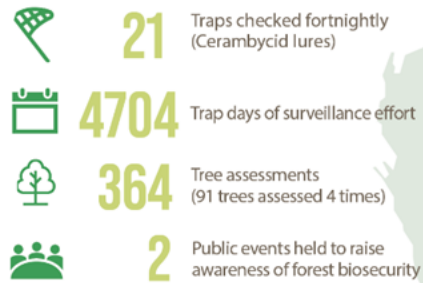 21 Traps checked fortnightly
(Cerambycid lures)
4704 Trap days of surveillance effort
364 Tree assessments
(91 trees assessed 4 times)
2 Public events held to raise
awareness of forest biosecurity